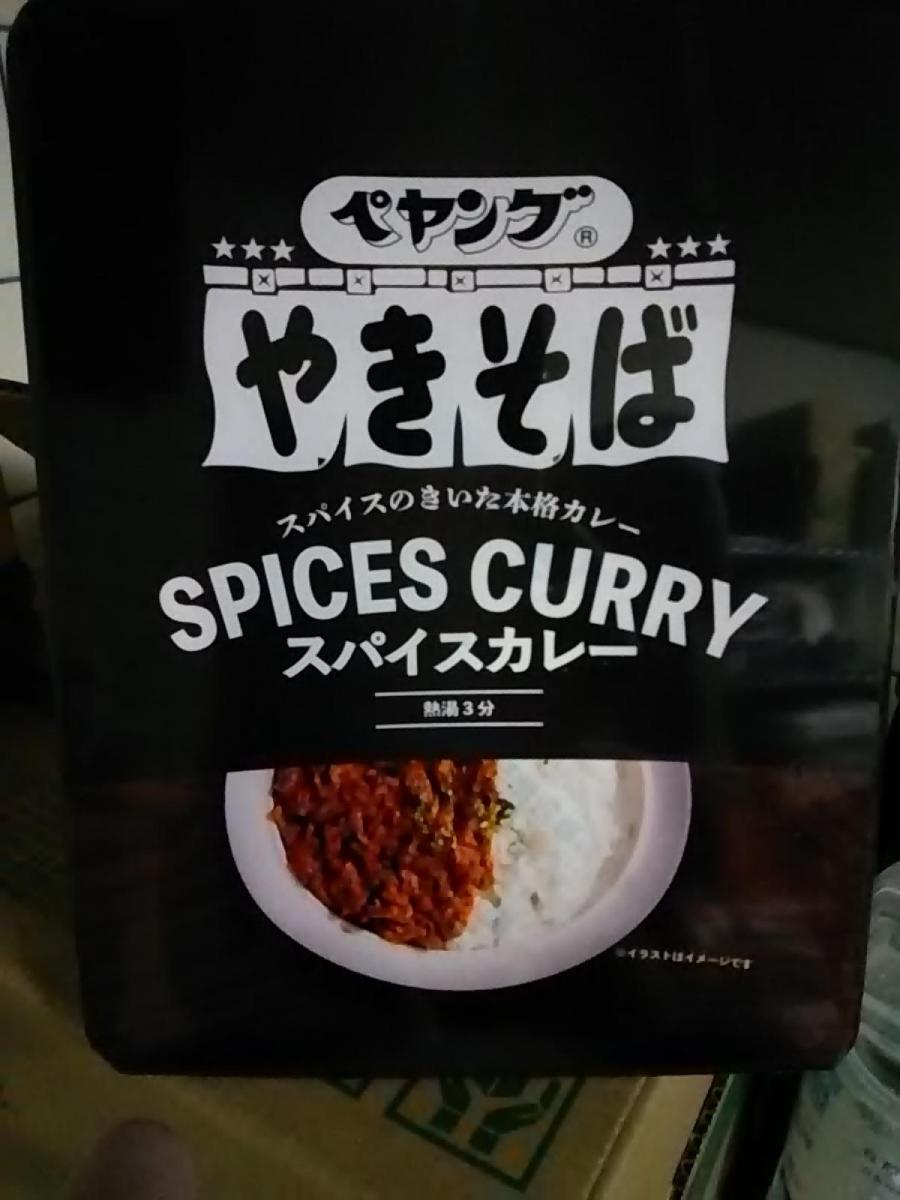 ペヤング®
★★★ ★★★
やきそば
スパイスのきいた本格カレー
SPICES CURRY
スパイスカレー
熱湯3分
※イラストはイメージです